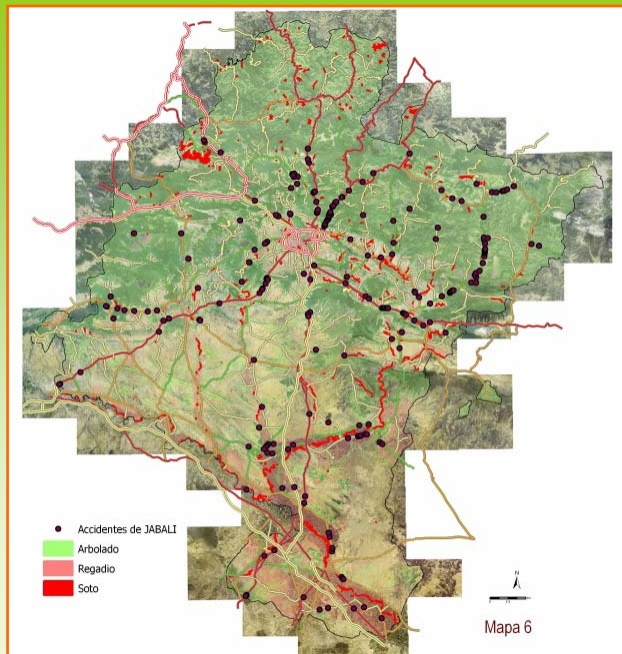 Accidentes de JABALI
Arbolado
Regadio
Soto
N
Mapa 6